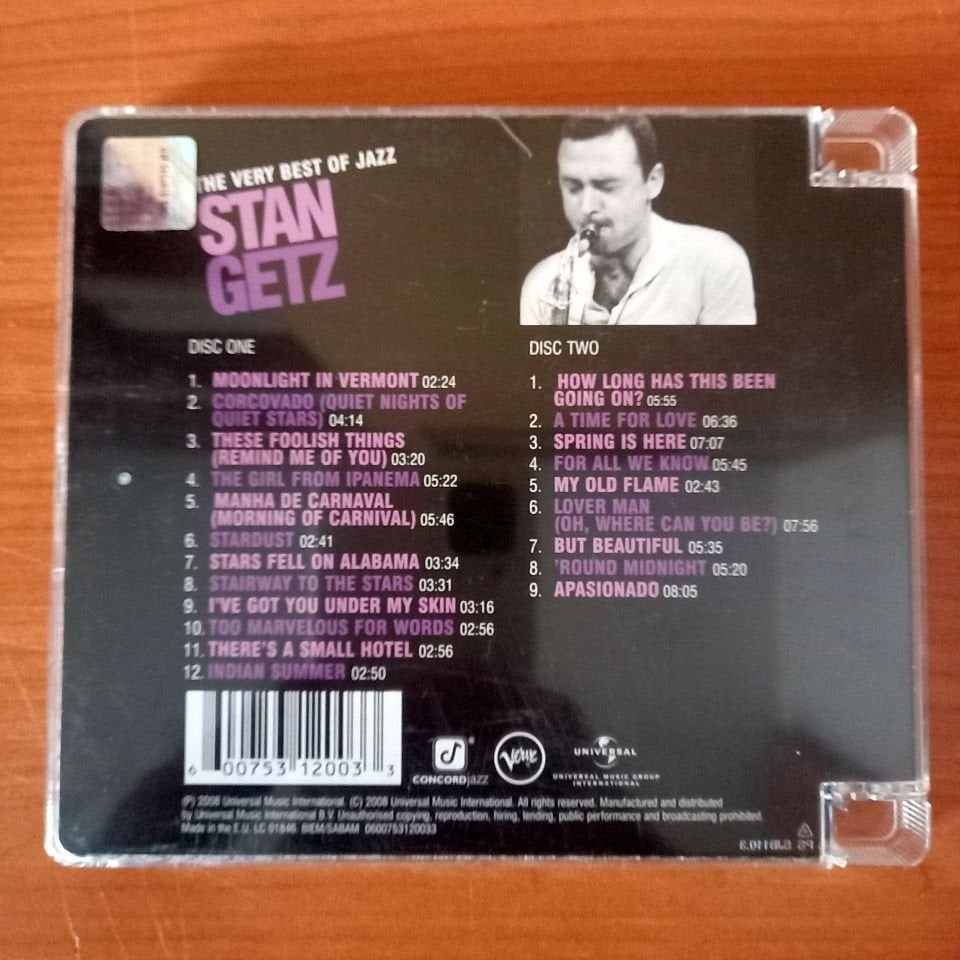 THE VERY BEST OF JAZZ
STAN
GETZ
DISC ONE
1. MOONLIGHT IN VERMONT 02:24
2. CORCOVADO (QUIET NIGHTS OF
QUIET STARS) 04:14
3. THESE FOOLISH THINGS
(REMIND ME OF YOU) 03:20
4. THE GIRL FROM IPANEMA 05:22
5. MANHA DE CARNAVAL
(MORNING OF CARNIVAL) 05:46
6. STARDUST 02:41
7. STARS FELL ON ALABAMA 03:34
8. STAIRWAY TO THE STARS 03:31
9. I'VE GOT YOU UNDER MY SKIN 03:16
10. TOO MARVELOUS FOR WORDS 02:56
11. THERE'S A SMALL HOTEL 02:56
12. INDIAN SUMMER 02:50
DISC TWO
1. HOW LONG HAS THIS BEEN
GOING ON? 05:55
2. A TIME FOR LOVE 06:36
3. SPRING IS HERE 07:07
4. FOR ALL WE KNOW 05:45
5. MY OLD FLAME 02:43
6. LOVER MAN
(OH, WHERE CAN YOU BE?) 07:56
7. BUT BEAUTIFUL 05:35
8. 'ROUND MIDNIGHT 05:20
9. APASIONADO 08:05
6 00753 12003 3
CONCORD jazz
Verve
UNIVERSAL
UNIVERSAL MUSIC GROUP
INTERNATIONAL
(P) 2008 Universal Music International. (C) 2008 Universal Music International. All rights reserved. Manufactured and distributed
by Universal Music International B.V. Unauthorised copying, reproduction, hiring, lending, public performance and broadcasting prohibited.
Made in the E.U. LC 01846. BIEM/SABAM 0600753120033